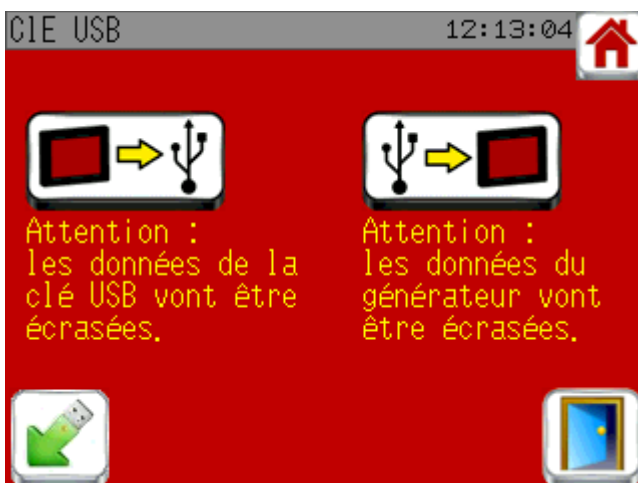 ClE USB
12:13:04
Attention :
les données de la
clé USB vont être
écrasées.
Attention :
les données du
générateur vont
être écrasées.